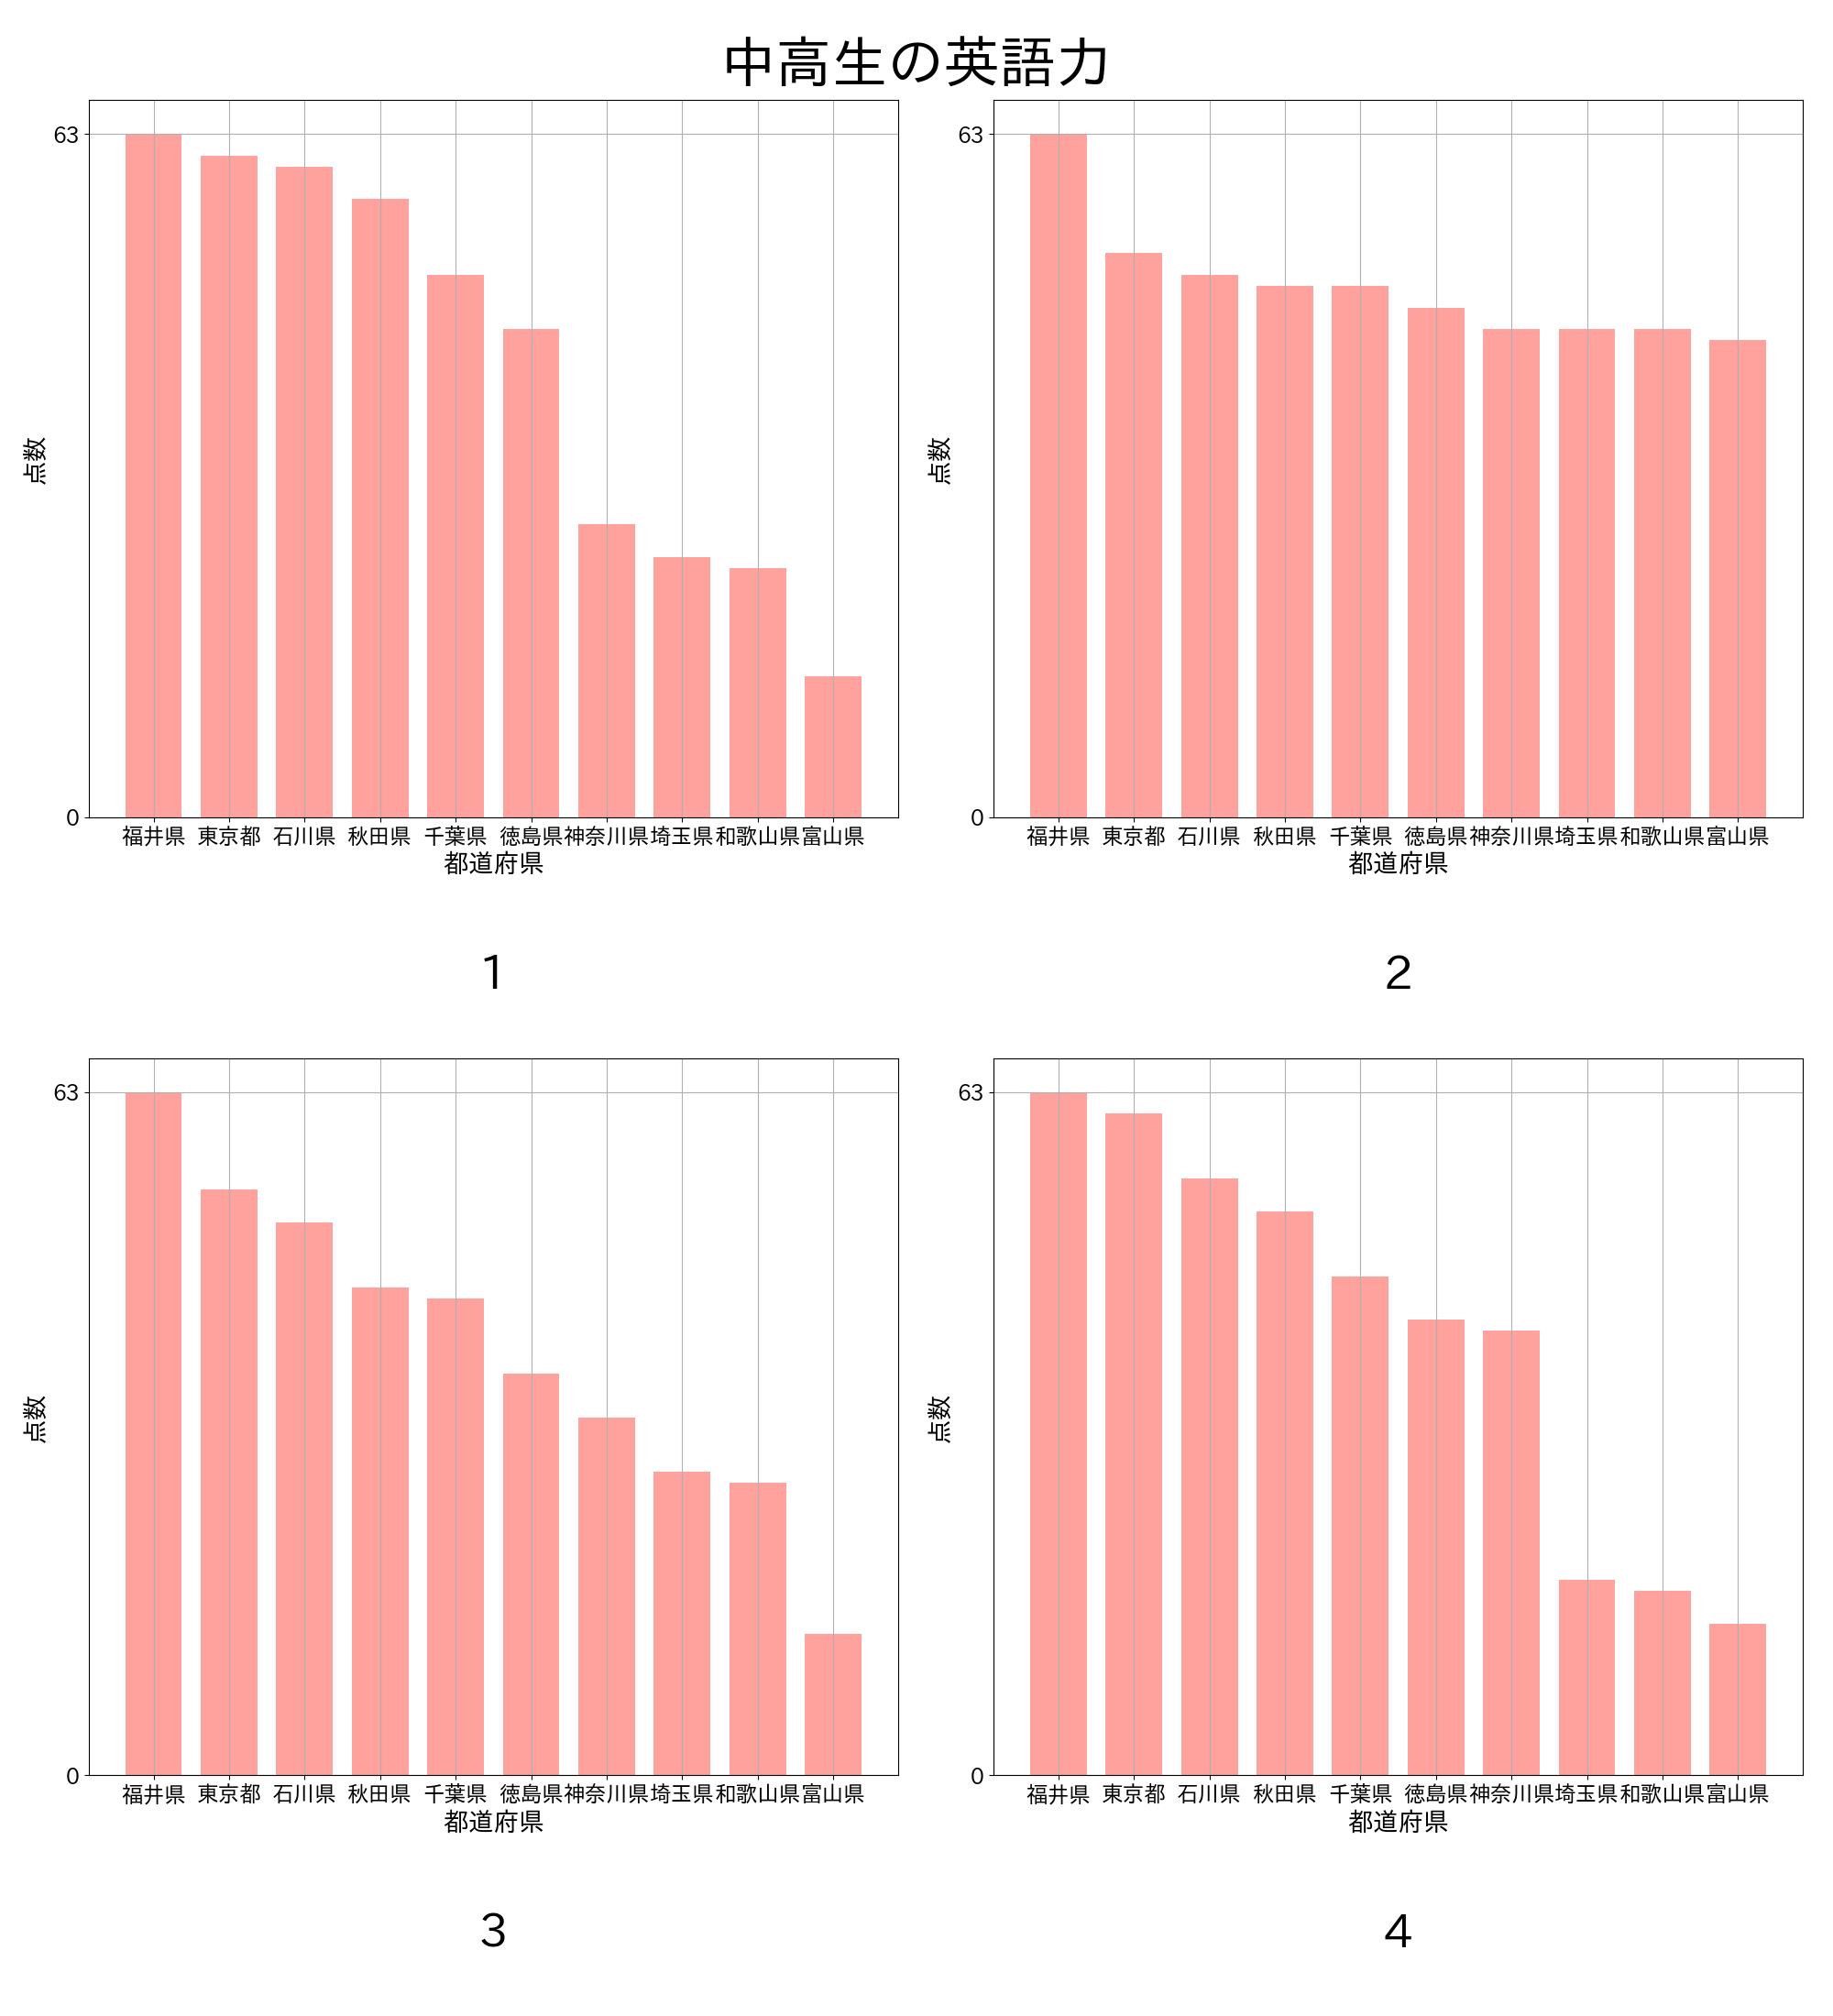 中高生の英語力
63
点数
0
福井県 東京都 石川県 秋田県 千葉県 徳島県 神奈川県 埼玉県 和歌山県 富山県
都道府県
1
63
点数
0
福井県 東京都 石川県 秋田県 千葉県 徳島県 神奈川県 埼玉県 和歌山県 富山県
都道府県
2
63
点数
0
福井県 東京都 石川県 秋田県 千葉県 徳島県 神奈川県 埼玉県 和歌山県 富山県
都道府県
3
63
点数
0
福井県 東京都 石川県 秋田県 千葉県 徳島県 神奈川県 埼玉県 和歌山県 富山県
都道府県
4